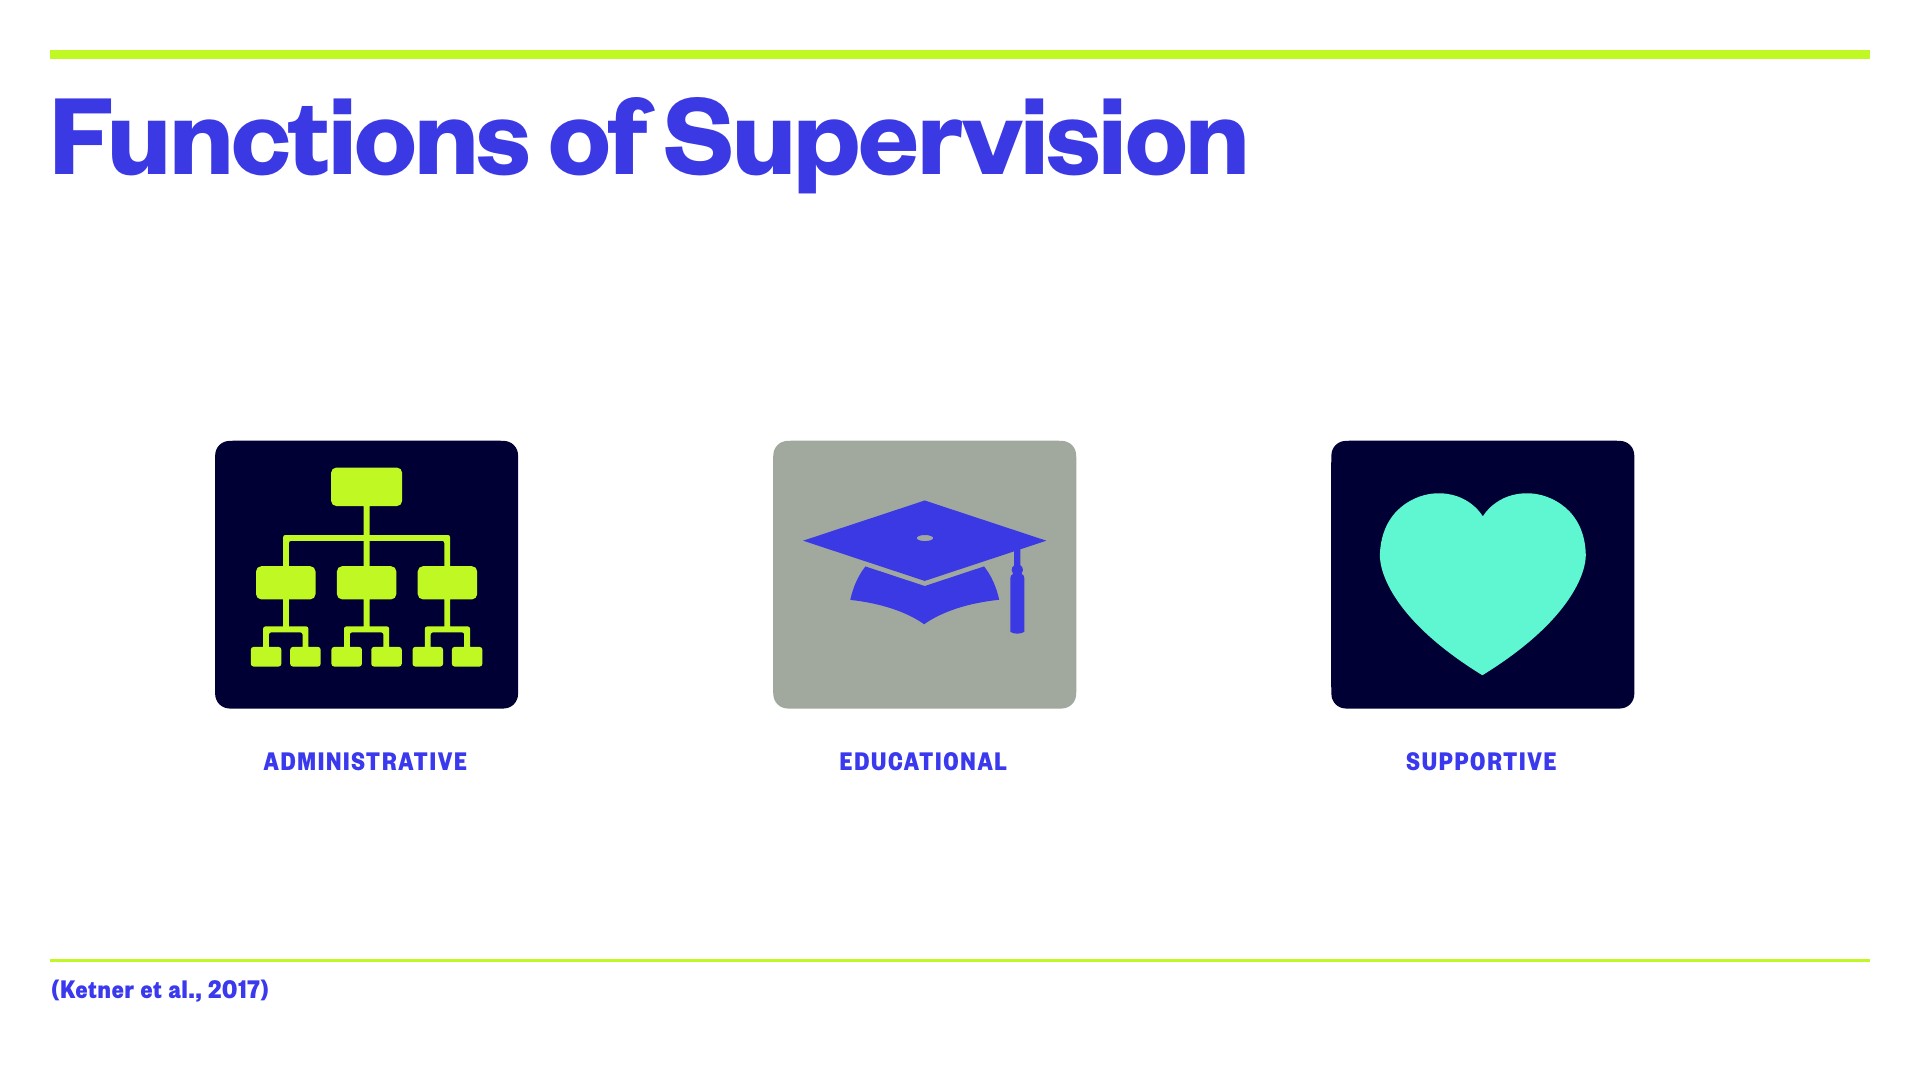 Functions of Supervision
ADMINISTRATIVE
EDUCATIONAL
SUPPORTIVE
(Ketner et al., 2017)